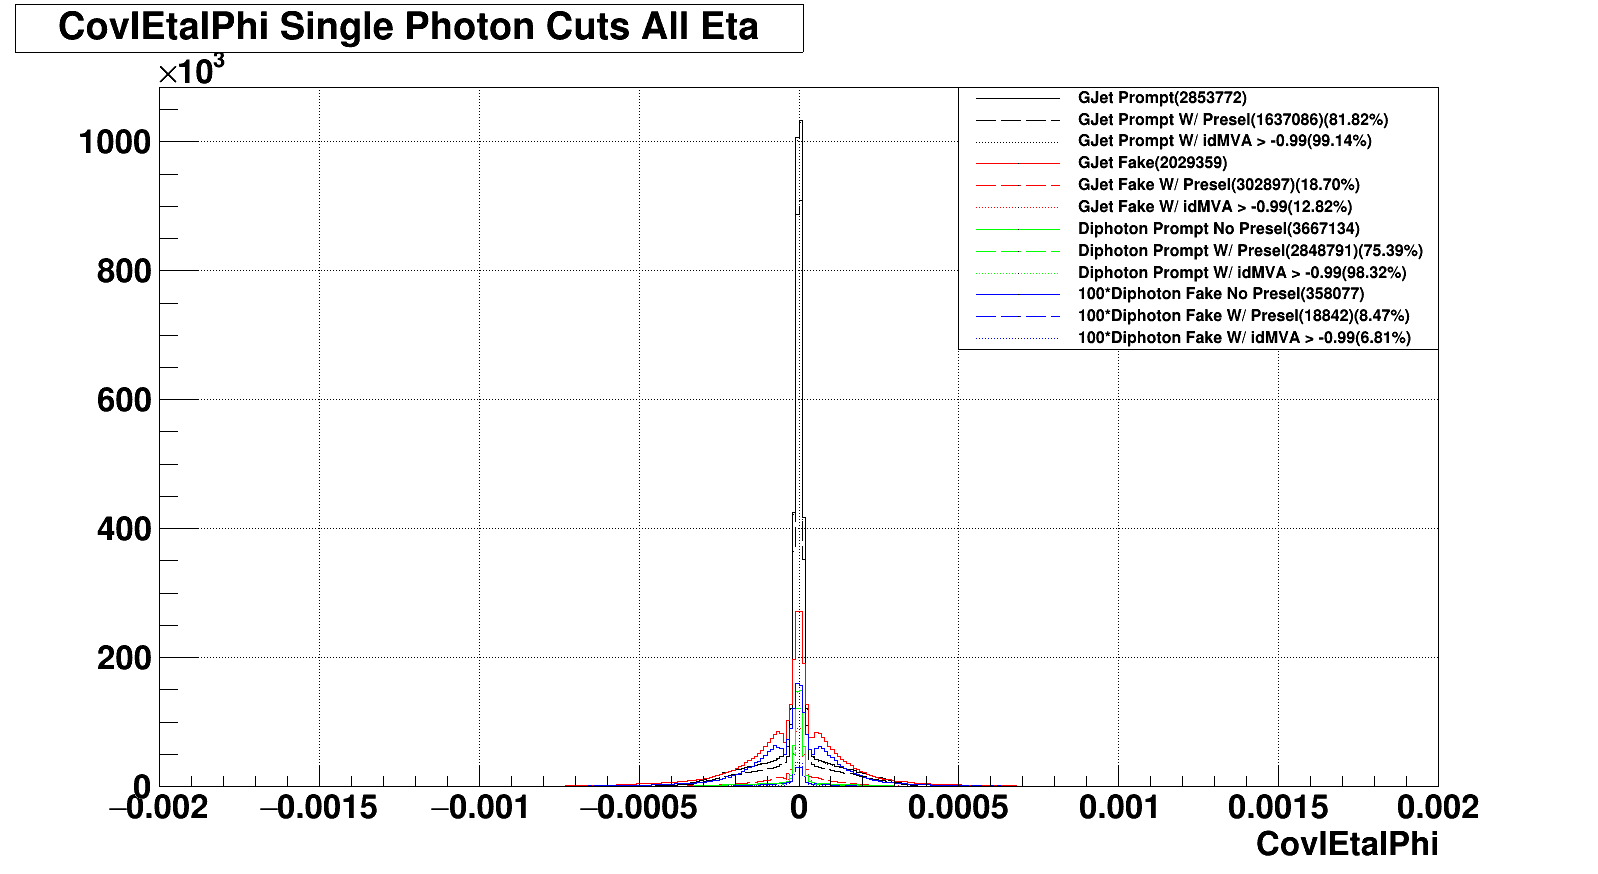 CovIEtaIPhi Single Photon Cuts All Eta
×10³
1000
800
600
400
200
0
GJet Prompt(2853772)
GJet Prompt W/ Presel(1637086)(81.82%)
GJet Prompt W/ idMVA > -0.99(99.14%)
GJet Fake(2029359)
GJet Fake W/ Presel(302897)(18.70%)
GJet Fake W/ idMVA > -0.99(12.82%)
Diphoton Prompt No Presel(3667134)
Diphoton Prompt W/ Presel(2848791)(75.39%)
Diphoton Prompt W/ idMVA > -0.99(98.32%)
100*Diphoton Fake No Presel(358077)
100*Diphoton Fake W/ Presel(18842)(8.47%)
100*Diphoton Fake W/ idMVA > -0.99(6.81%)
−0.002 −0.0015 −0.001 −0.0005 0 0.0005 0.001 0.0015 0.002
CovIEtaIPhi